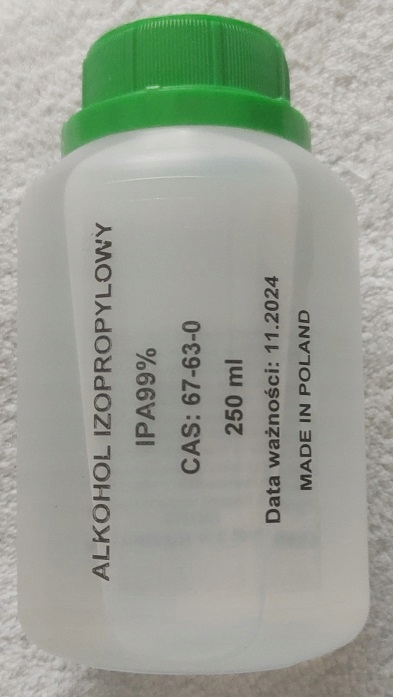 ALKOHOL IZOPROPYLOWY
IPA99%
CAS: 67-63-0
250 ml
Data ważności: 11.2024
MADE IN POLAND